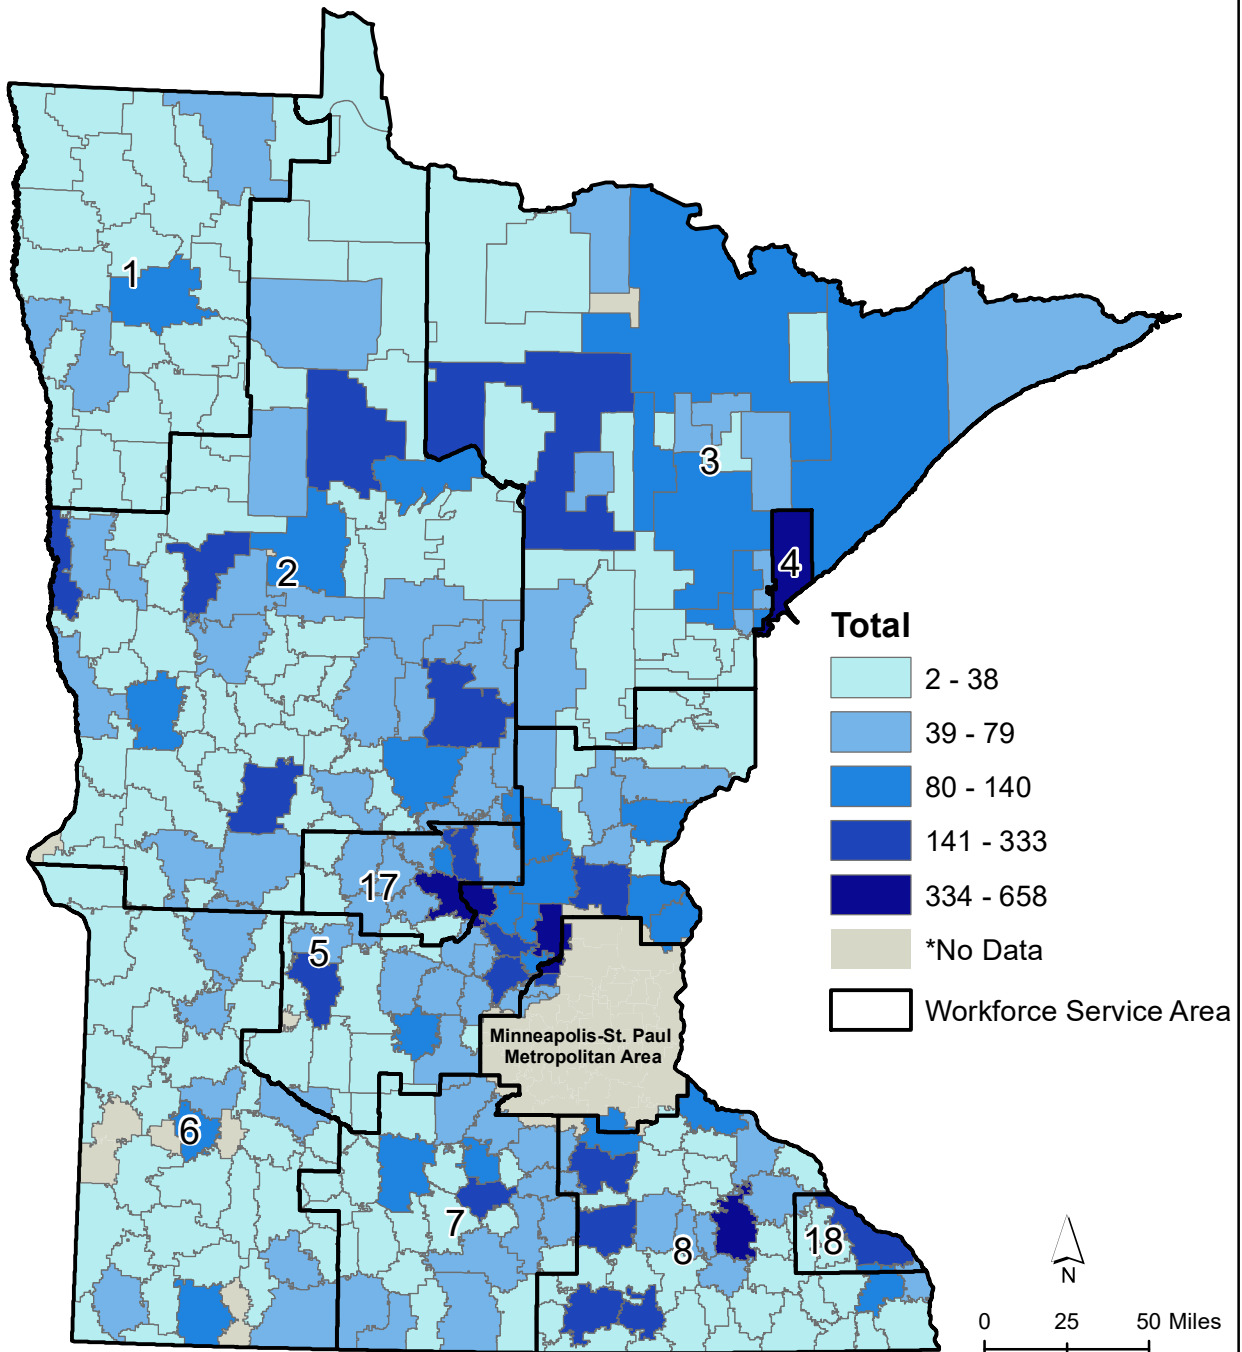 1
3
4
2
Total
2 - 38
39 - 79
80 - 140
141 - 333
334 - 658
*No Data
Workforce Service Area
17
5
Minneapolis-St. Paul
Metropolitan Area
6
7
8
18
N
0 25 50 Miles